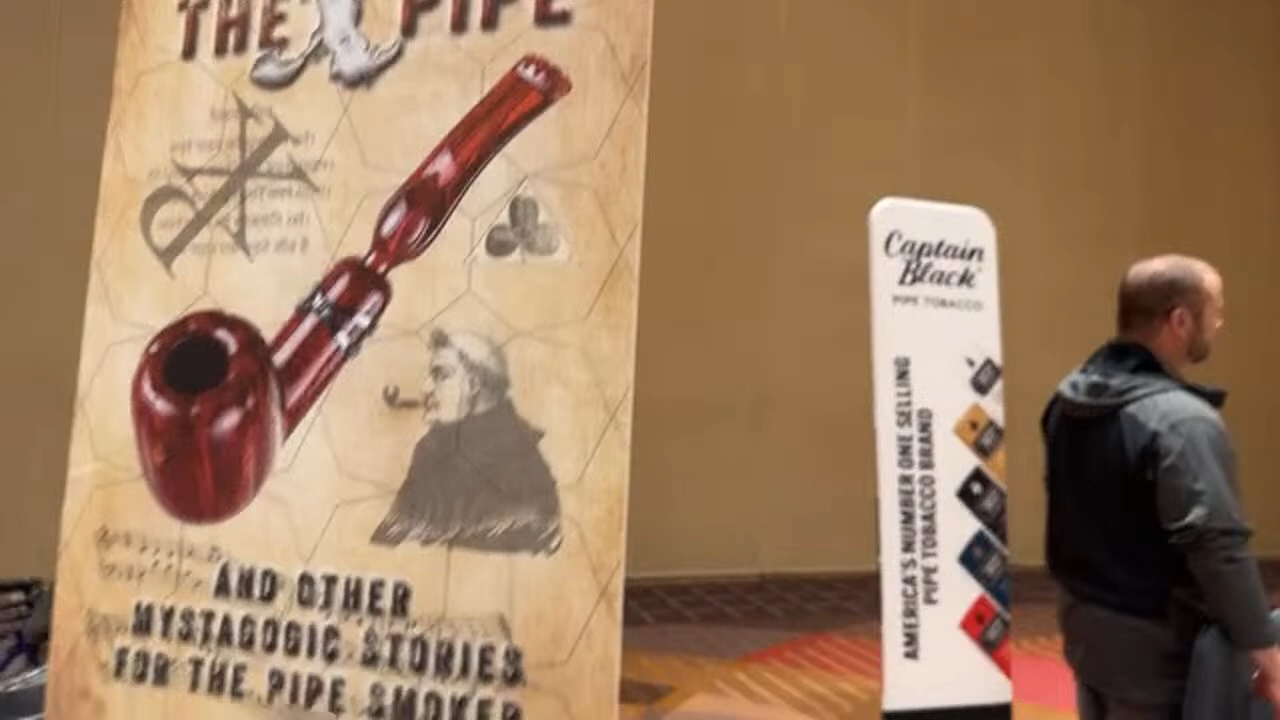 THE X PIPE
AND OTHER
MYSTAGOGIC STORIES
FOR THE PIPE SMOKER
Captain
Black
PIPE TOBACCO
AMERICA'S NUMBER ONE SELLING
PIPE TOBACCO BRAND